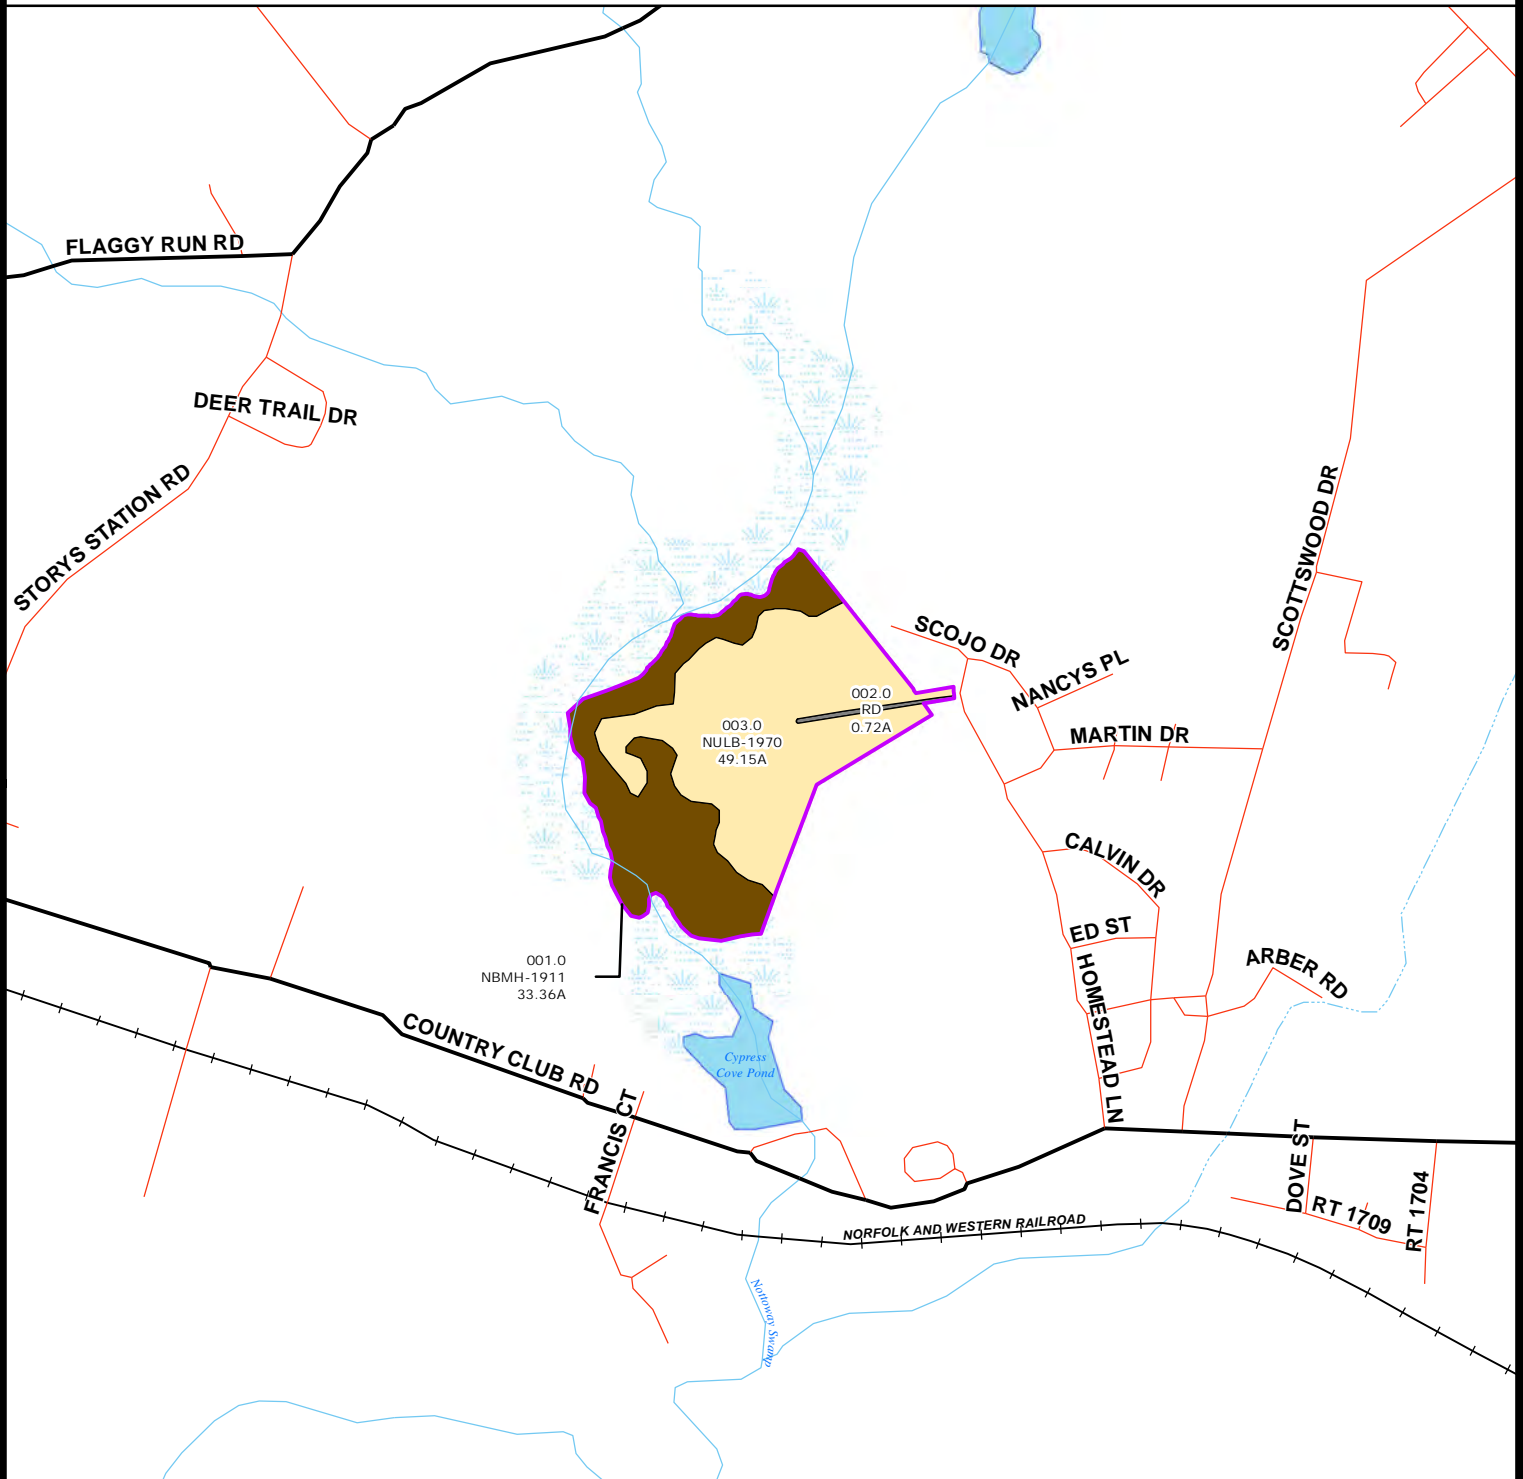 FLAGGY RUN RD
DEER TRAIL DR
STORYS STATION RD
SCOTTSWOOD DR
SCOJO DR
NANCYS PL
002.0
RD
0.72A
003.0
NULB-1970
49.15A
MARTIN DR
CALVIN DR
ED ST
HOMESTEAD LN
ARBER RD
001.0
NBMH-1911
33.36A
COUNTRY CLUB RD
Cypress
Cove Pond
FRANCIS CT
DOVE ST
RT 1709
RT 1704
NORFOLK AND WESTERN RAILROAD
Nottoway Swamp